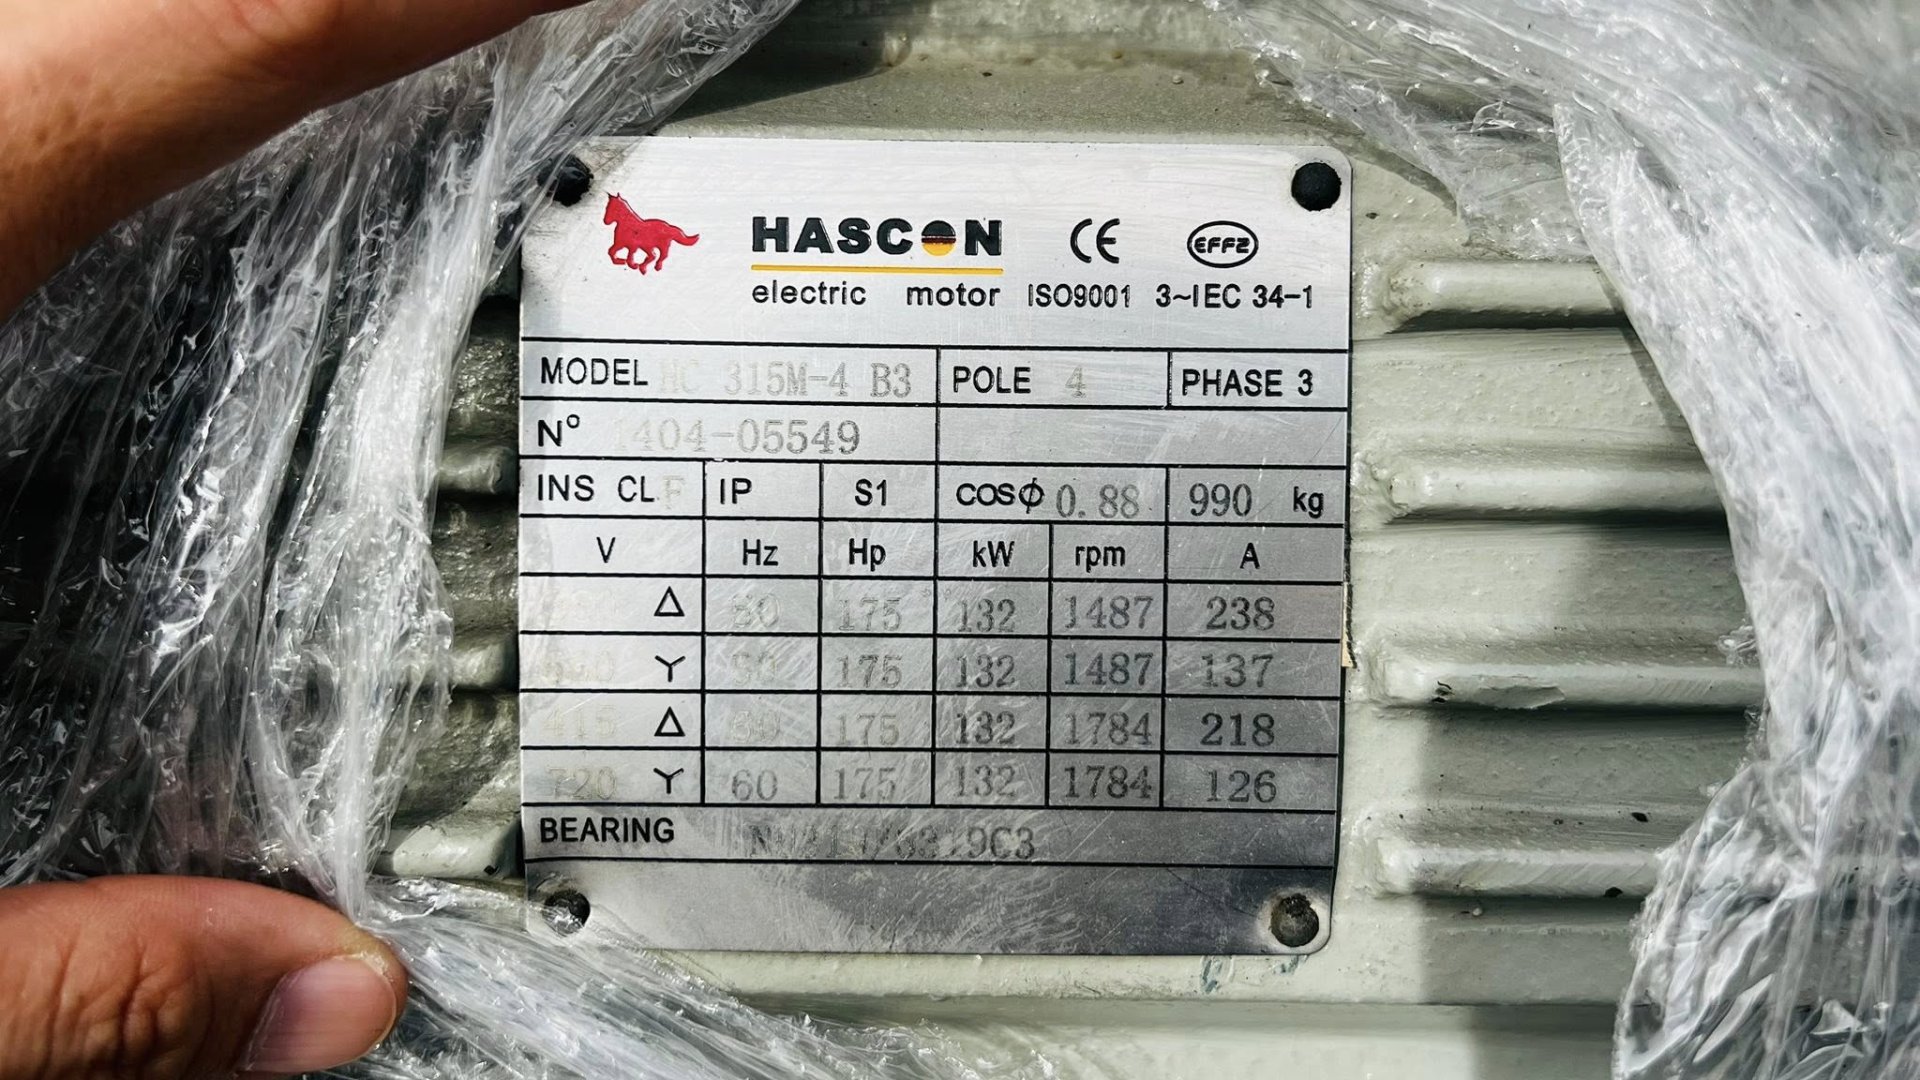 HASCON CE EFF2
electric motor ISO9001 3~IEC 34-1
MODEL HC 315M-4 B3 POLE 4 PHASE 3
Nº 1404-05549
INS CL F IP S1 COSϕ 0.88 990 kg
V Hz Hp kW rpm A
Δ 50 175 132 1487 238
Y 50 175 132 1487 137
415 Δ 60 175 132 1784 218
720 Y 60 175 132 1784 126
BEARING